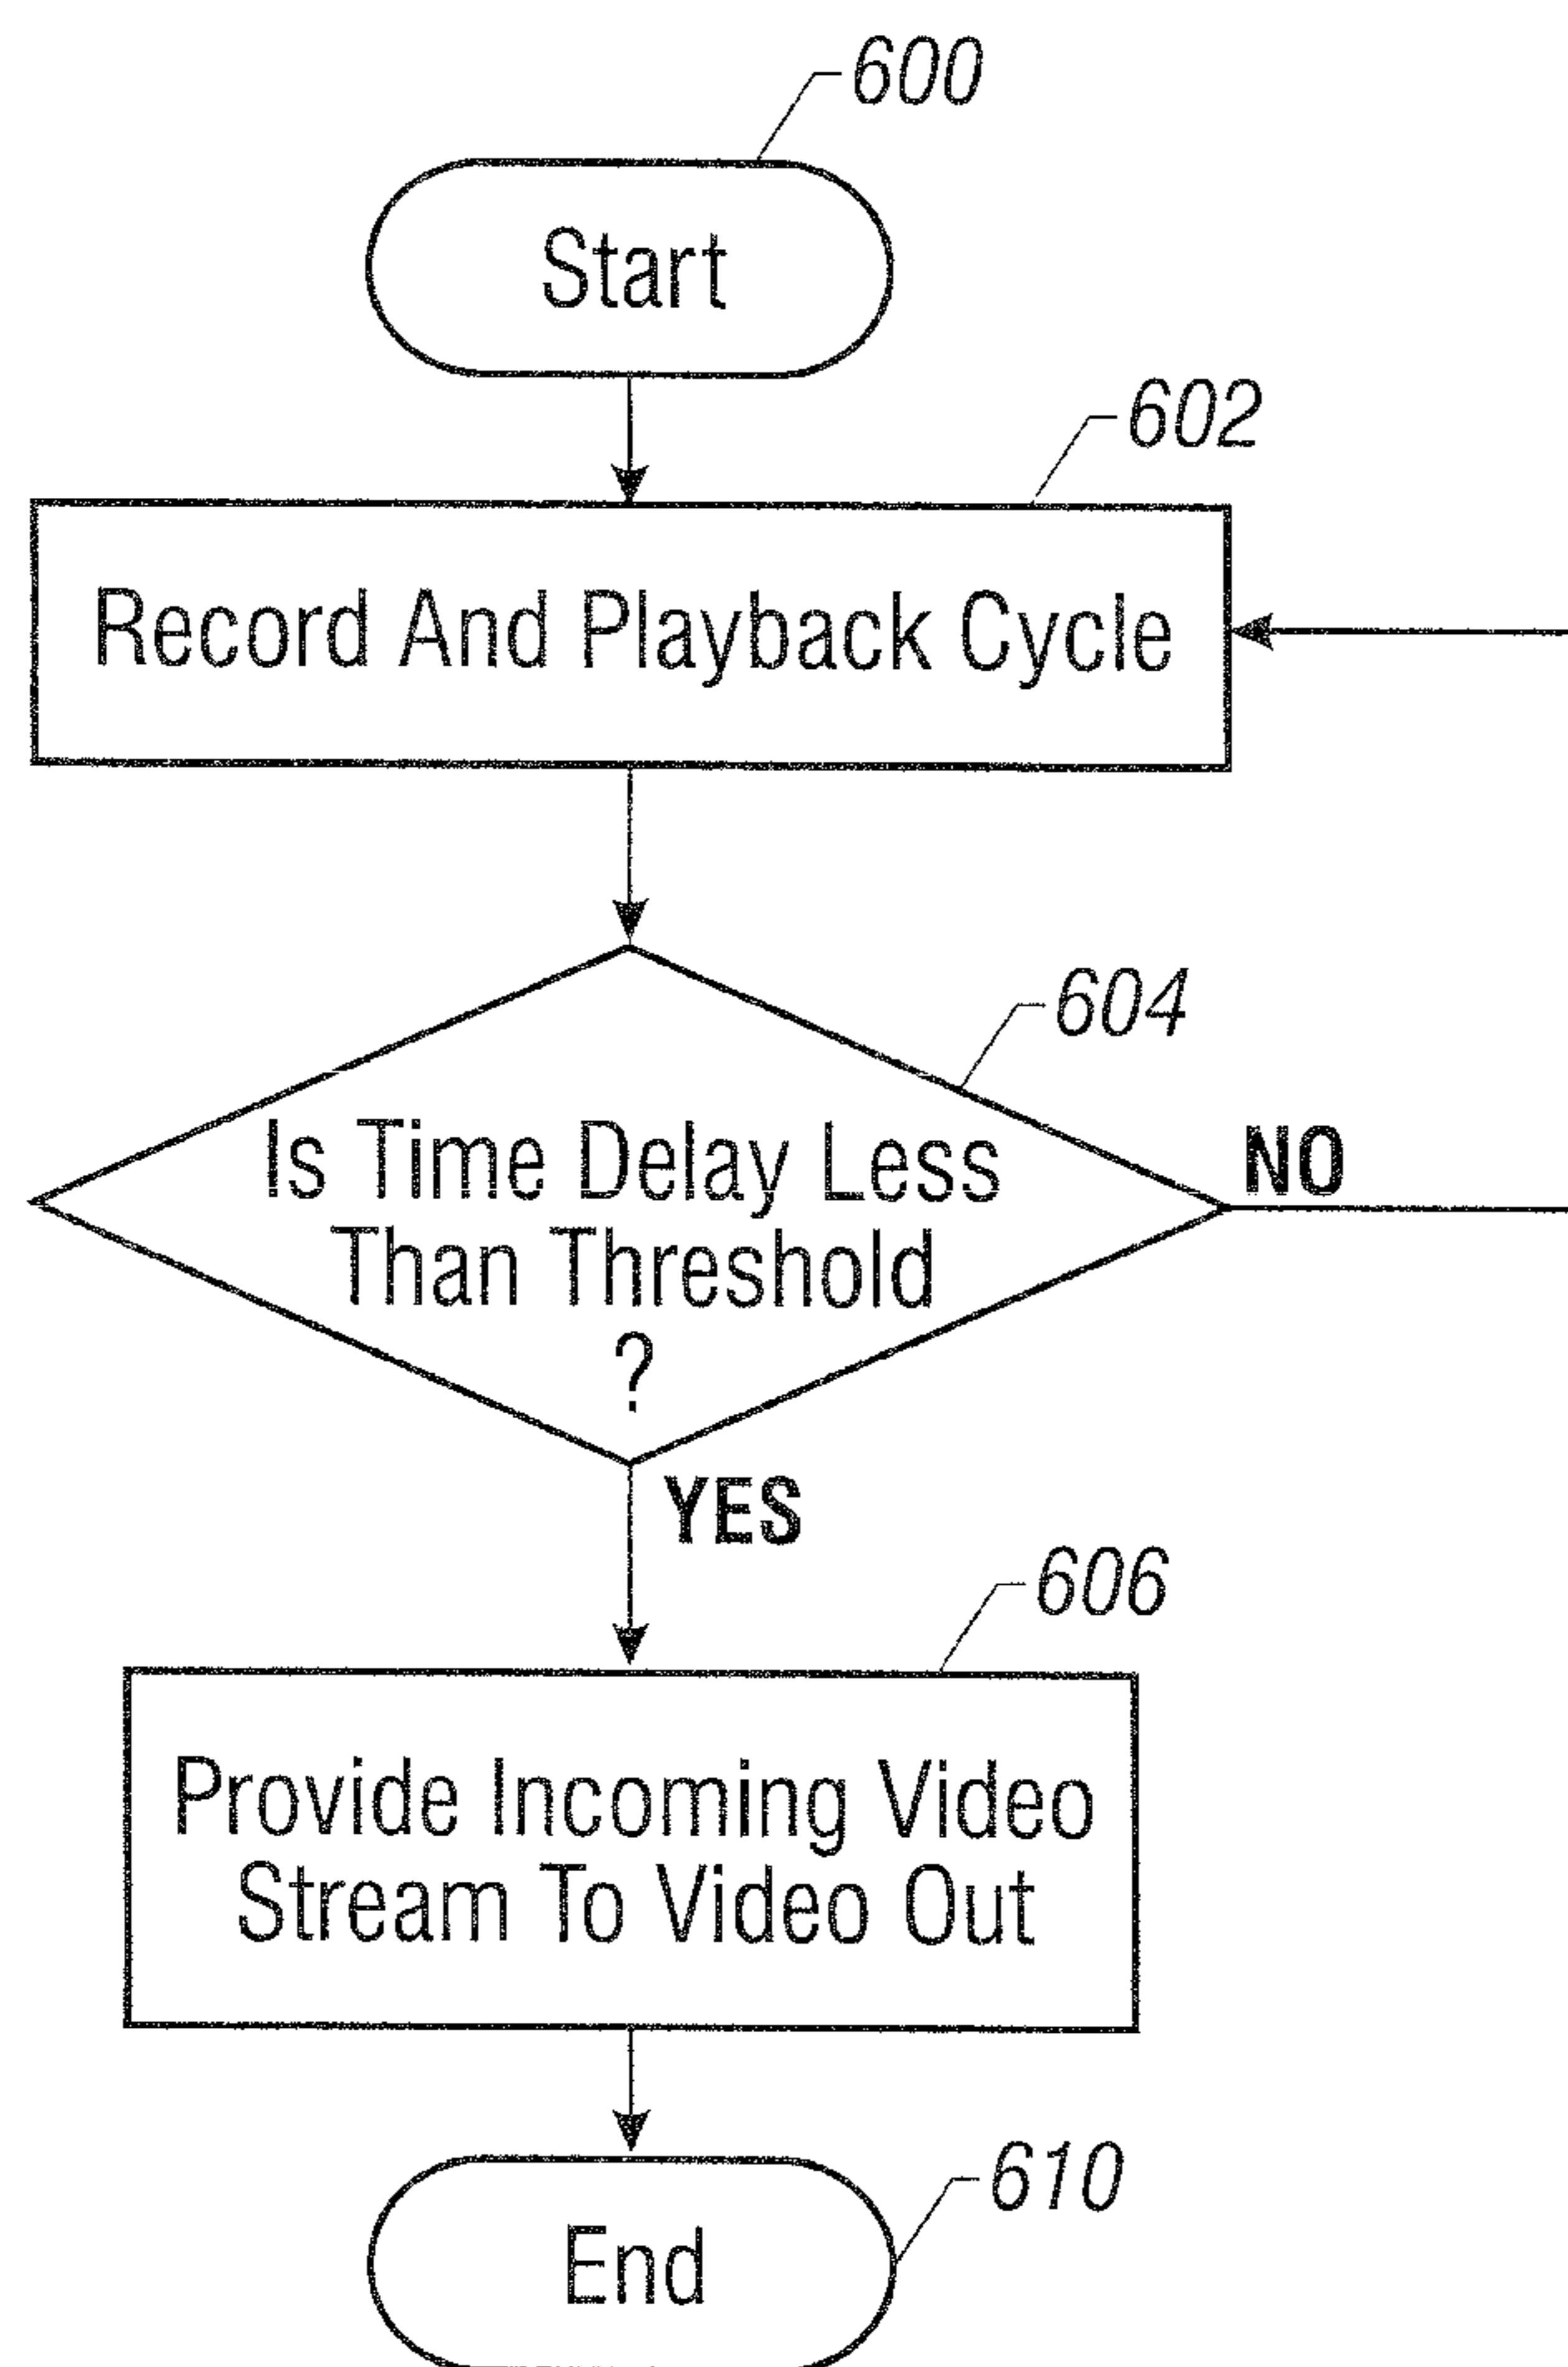 600
Start
602
Record And Playback Cycle
604
Is Time Delay Less
Than Threshold
?
NO
YES
606
Provide Incoming Video
Stream To Video Out
610
End